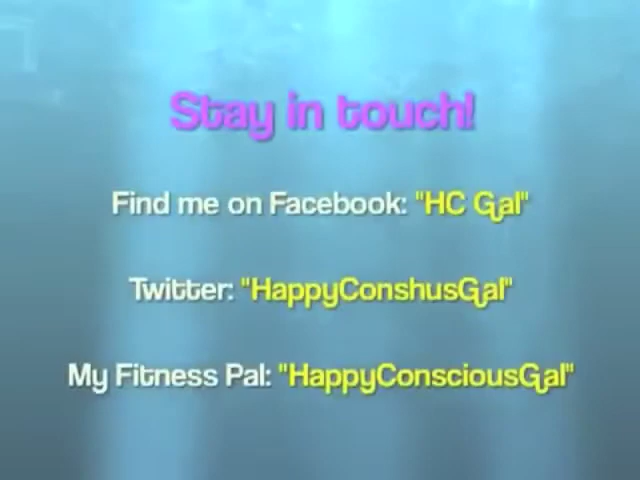 Stay in touch!
Find me on Facebook: "HC Gal"
Twitter: "HappyConshusGal"
My Fitness Pal: "HappyConsciousGal"